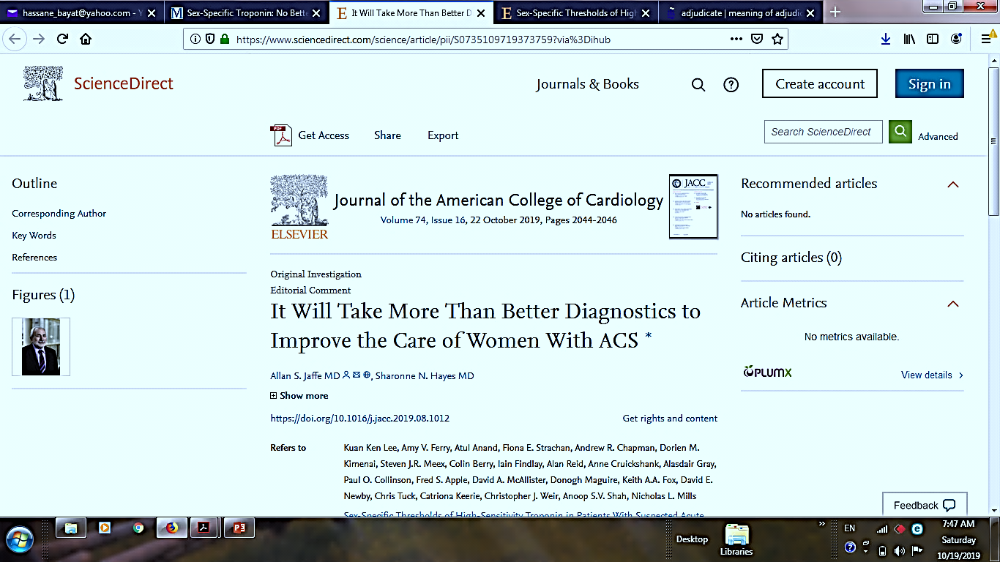 hassane_bayat@yahoo.com - Y
Sex-Specific Troponin: No Bett
It Will Take More Than Better D
Sex-Specific Thresholds of High
adjudicate | meaning of adjudic
https://www.sciencedirect.com/science/article/pii/S0735109719373759?via%3Dihub
ScienceDirect
Journals & Books
Create account
Sign in
PDF
Get Access
Share
Export
Search ScienceDirect
Advanced
Outline
Corresponding Author
Key Words
References
Figures (1)
ELSEVIER
Journal of the American College of Cardiology
Volume 74, Issue 16, 22 October 2019, Pages 2044-2046
JACC
Original Investigation
Editorial Comment
It Will Take More Than Better Diagnostics to
Improve the Care of Women With ACS *
Allan S. Jaffe MD, Sharonne N. Hayes MD
Show more
https://doi.org/10.1016/j.jacc.2019.08.1012
Get rights and content
Refers to
Kuan Ken Lee, Amy V. Ferry, Atul Anand, Fiona E. Strachan, Andrew R. Chapman, Dorien M.
Kimenai, Steven J.R. Meex, Colin Berry, Iain Findlay, Alan Reid, Anne Cruickshank, Alasdair Gray,
Paul O. Collinson, Fred S. Apple, David A. McAllister, Donogh Maguire, Keith A.A. Fox, David E.
Newby, Chris Tuck, Catriona Keerie, Christopher J. Weir, Anoop S.V. Shah, Nicholas L. Mills
Sex-Specific Thresholds of High-Sensitivity Troponin in Patients With Suspected Acute
Recommended articles
No articles found.
Citing articles (0)
Article Metrics
No metrics available.
PLUMX
View details
Feedback
Desktop
Libraries
EN
7:47 AM
Saturday
10/19/2019